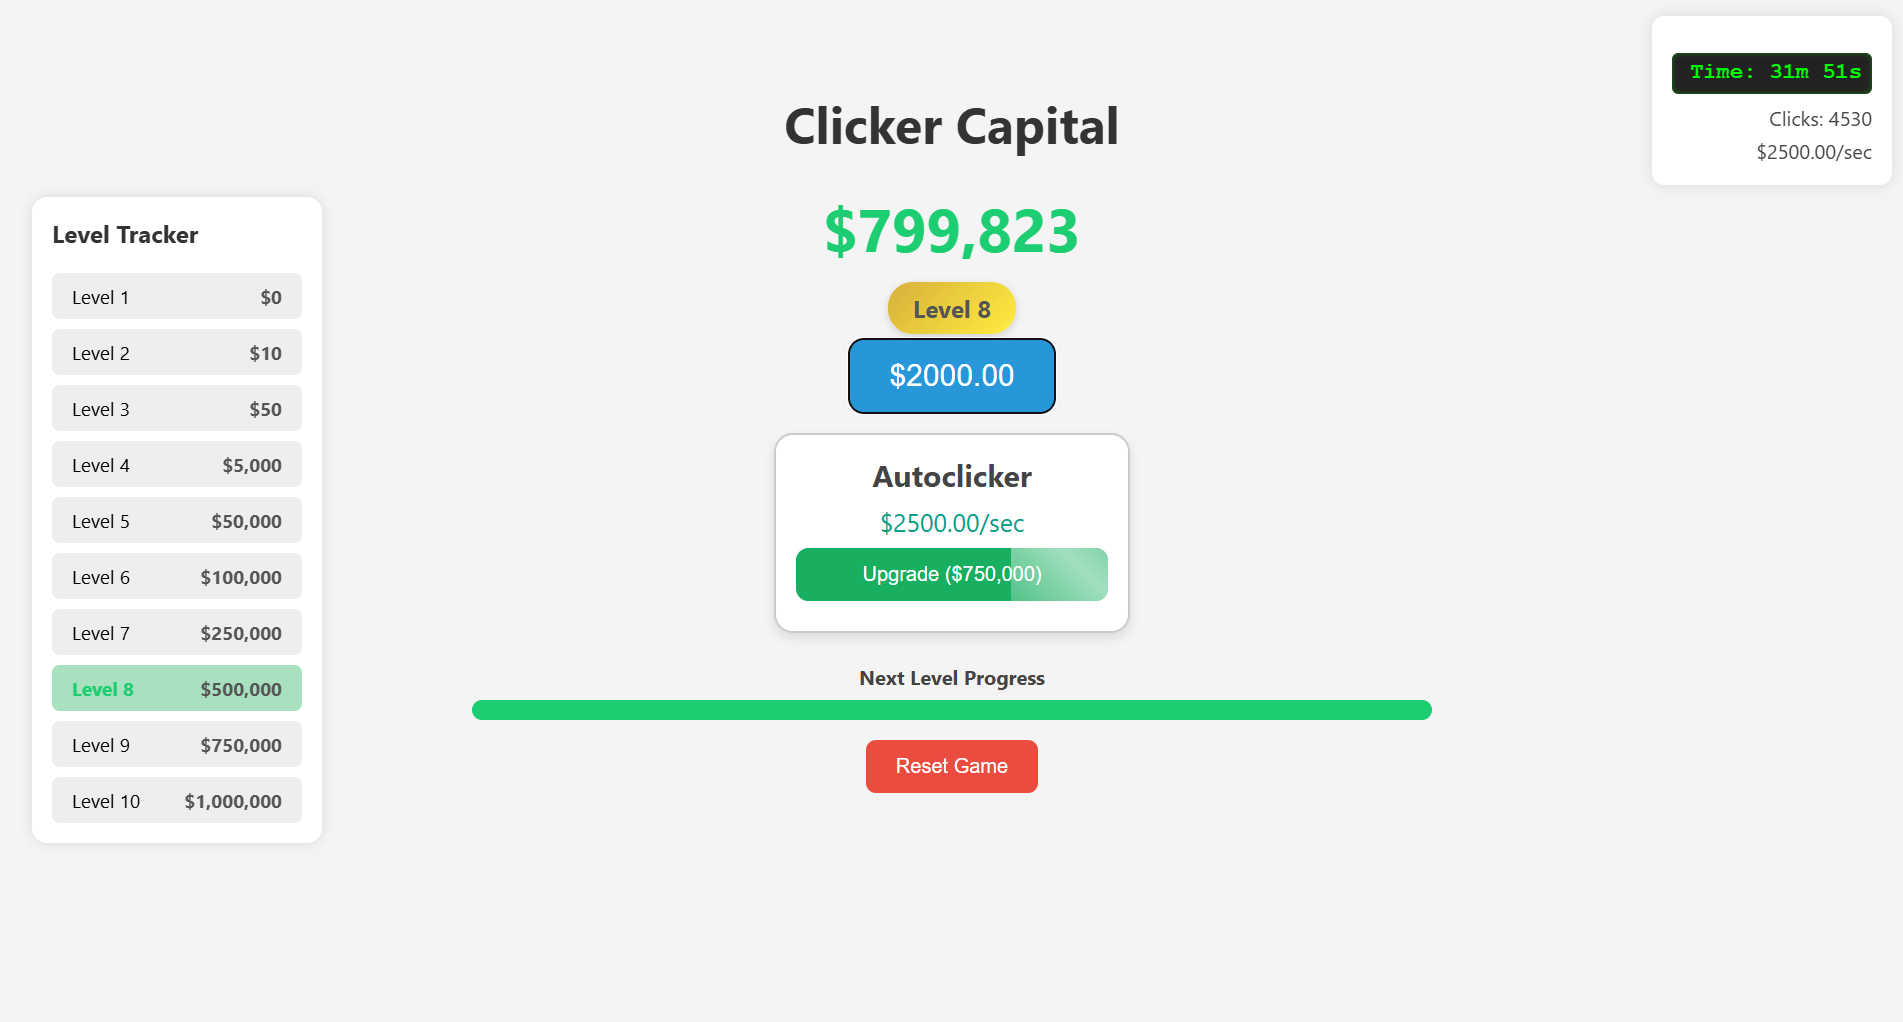 Time: 31m 51s
Clicks: 4530
$2500.00/sec
Clicker Capital
$799,823
Level 8
$2000.00
Autoclicker
$2500.00/sec
Upgrade ($750,000)
Next Level Progress
Reset Game
Level Tracker
Level 1 $0
Level 2 $10
Level 3 $50
Level 4 $5,000
Level 5 $50,000
Level 6 $100,000
Level 7 $250,000
Level 8 $500,000
Level 9 $750,000
Level 10 $1,000,000